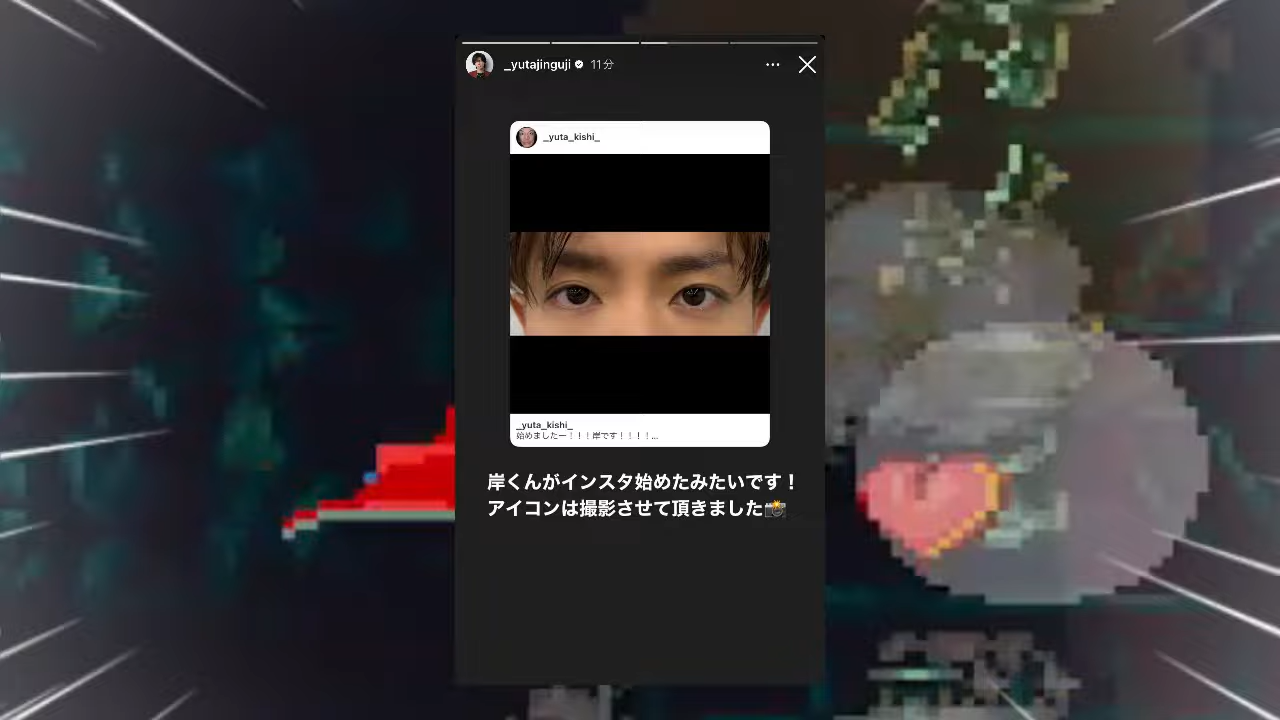 _yutajinguji 11分
_yuta_kishi_
_yuta_kishi_
始めましたー！！！岸です！！！！...
岸くんがインスタ始めたみたいです！
アイコンは撮影させて頂きました📸